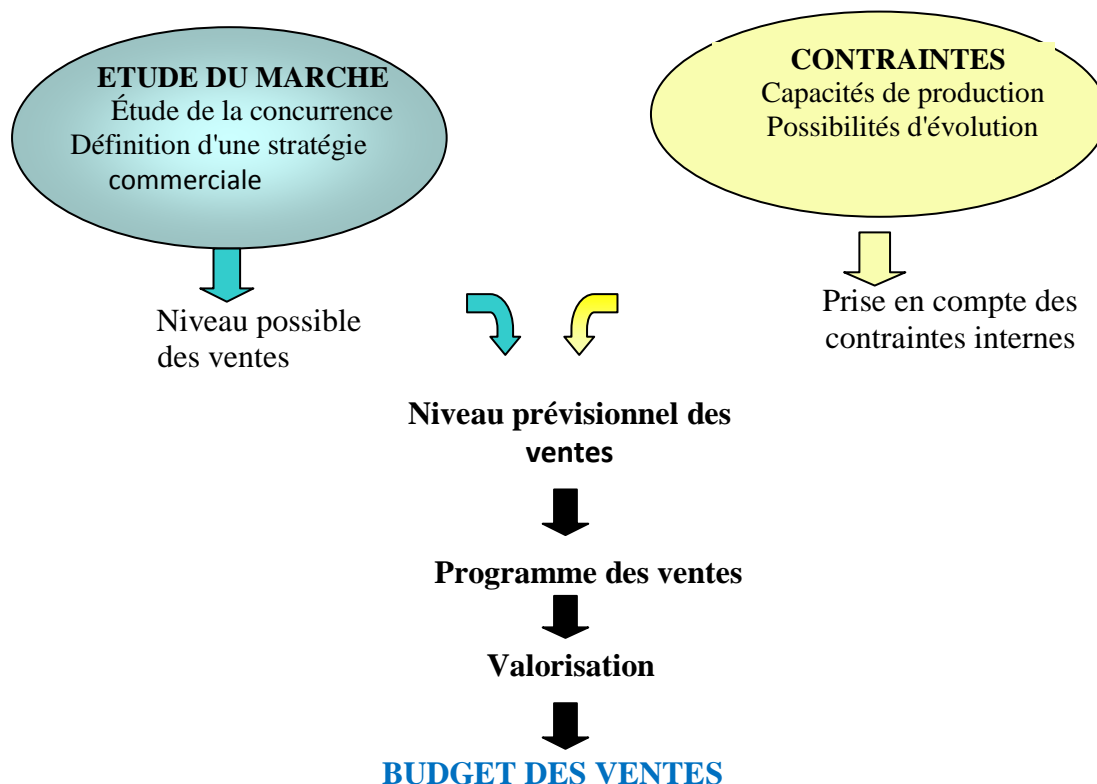 ETUDE DU MARCHE
Étude de la concurrence
Définition d'une stratégie
commerciale
CONTRAINTES
Capacités de production
Possibilités d'évolution
Niveau possible
des ventes
Prise en compte des
contraintes internes
Niveau prévisionnel des
ventes
Programme des ventes
Valorisation
BUDGET DES VENTES